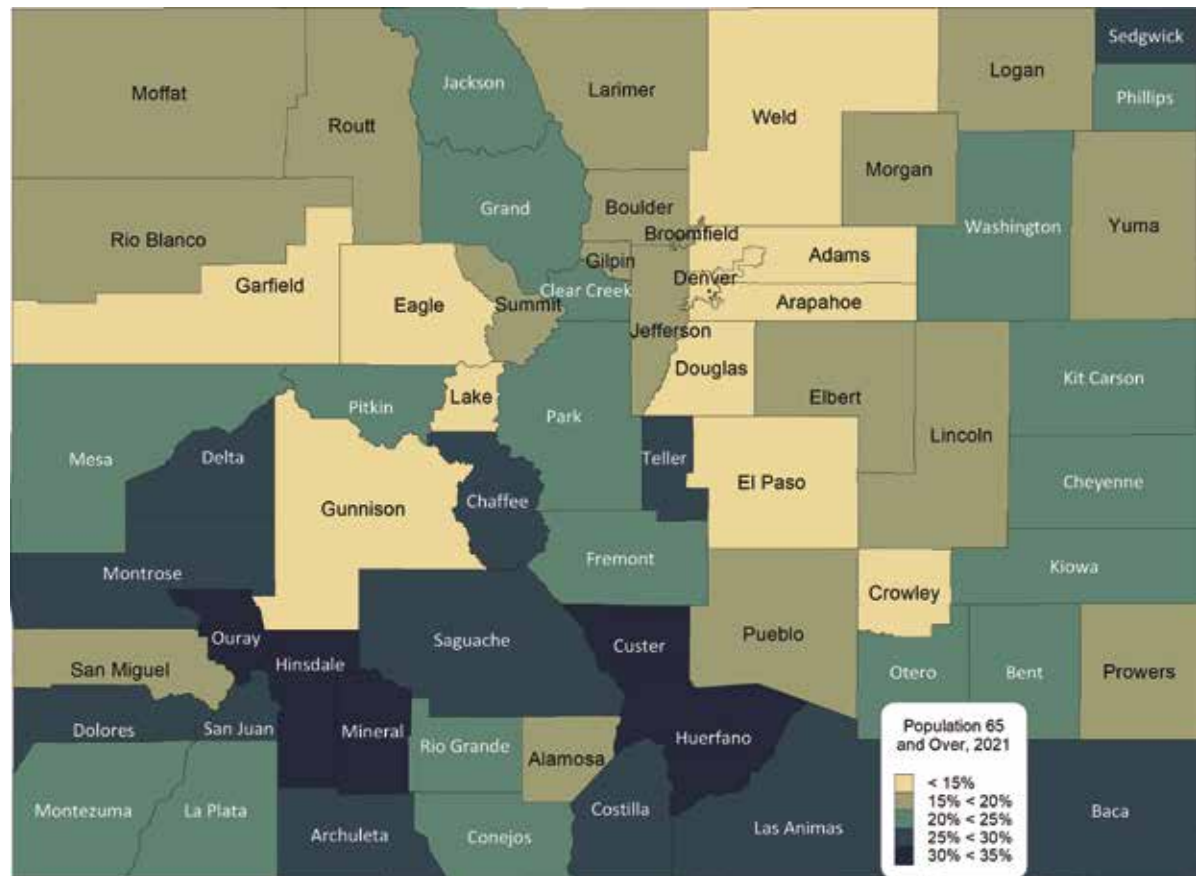 Sedgwick
Logan
Jackson
Larimer
Moffat
Phillips
Weld
Routt
Morgan
Grand
Boulder
Washington
Yuma
Rio Blanco
Broomfield
Gilpin
Adams
Denver
Garfield
Clear Creek
Eagle
Summit
Arapahoe
Jefferson
Douglas
Kit Carson
Lake
Elbert
Pitkin
Park
Lincoln
Mesa
Delta
Teller
El Paso
Cheyenne
Chaffee
Gunnison
Fremont
Kiowa
Montrose
Crowley
Ouray
Saguache
Custer
Pueblo
Hinsdale
San Miguel
Otero
Bent
Prowers
Dolores
San Juan
Mineral
Rio Grande
Huerfano
Alamosa
Montezuma
La Plata
Costilla
Las Animas
Baca
Archuleta
Conejos
Population 65
and Over, 2021
< 15%
15% < 20%
20% < 25%
25% < 30%
30% < 35%